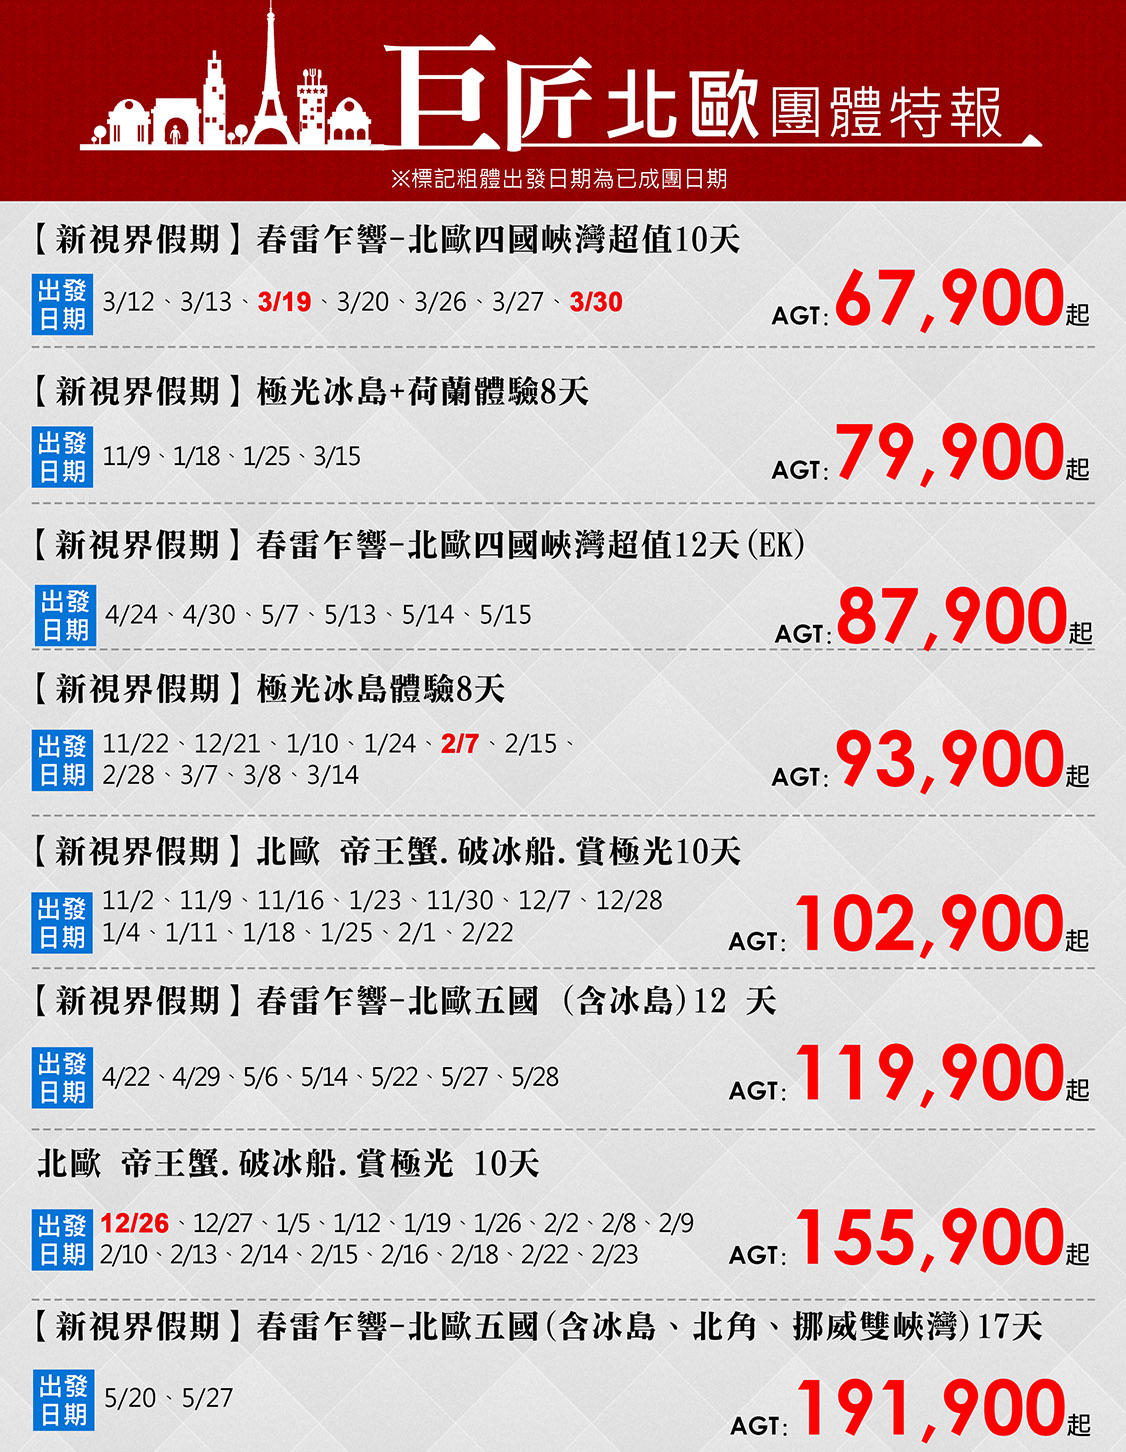 巨匠北歐團體特報
※標記粗體出發日期為已成團日期
【新視界假期】春雷乍響-北歐四國峽灣超值10天
出發日期 3/12、3/13、3/19、3/20、3/26、3/27、3/30
AGT: 67,900起
【新視界假期】極光冰島+荷蘭體驗8天
出發日期 11/9、1/18、1/25、3/15
AGT: 79,900起
【新視界假期】春雷乍響-北歐四國峽灣超值12天(EK)
出發日期 4/24、4/30、5/7、5/13、5/14、5/15
AGT: 87,900起
【新視界假期】極光冰島體驗8天
出發日期 11/22、12/21、1/10、1/24、2/7、2/15、
2/28、3/7、3/8、3/14
AGT: 93,900起
【新視界假期】北歐 帝王蟹.破冰船.賞極光10天
出發日期 11/2、11/9、11/16、1/23、11/30、12/7、12/28
1/4、1/11、1/18、1/25、2/1、2/22
AGT: 102,900起
【新視界假期】春雷乍響-北歐五國 (含冰島)12 天
出發日期 4/22、4/29、5/6、5/14、5/22、5/27、5/28
AGT: 119,900起
北歐 帝王蟹.破冰船.賞極光 10天
出發日期 12/26、12/27、1/5、1/12、1/19、1/26、2/2、2/8、2/9
2/10、2/13、2/14、2/15、2/16、2/18、2/22、2/23
AGT: 155,900起
【新視界假期】春雷乍響-北歐五國(含冰島、北角、挪威雙峽灣)17天
出發日期 5/20、5/27
AGT: 191,900起